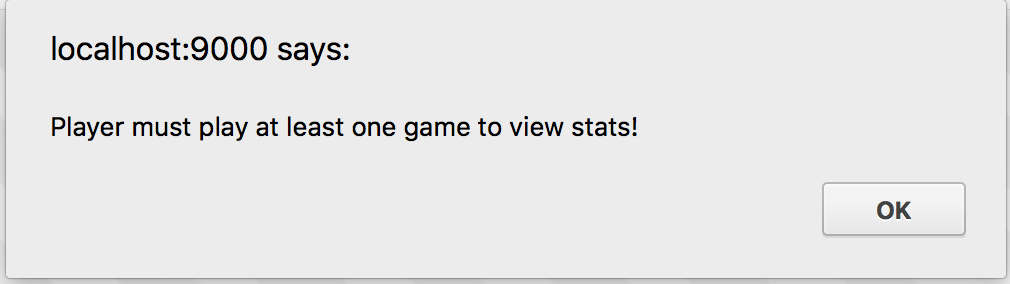 localhost:9000 says:
Player must play at least one game to view stats!
OK